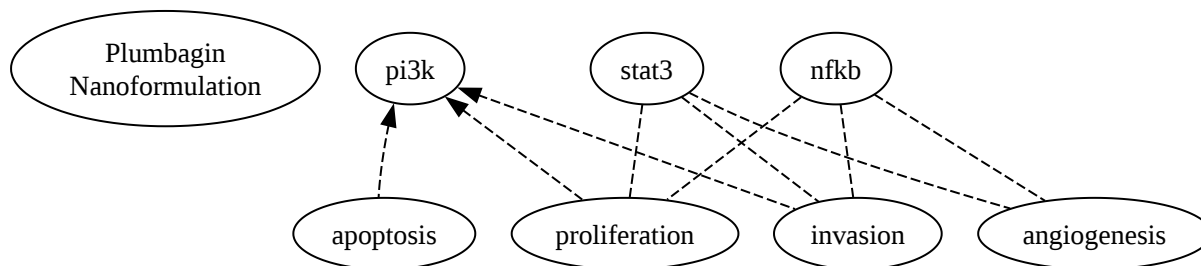 Plumbagin
Nanoformulation
pi3k
stat3
nfkb
apoptosis
proliferation
invasion
angiogenesis